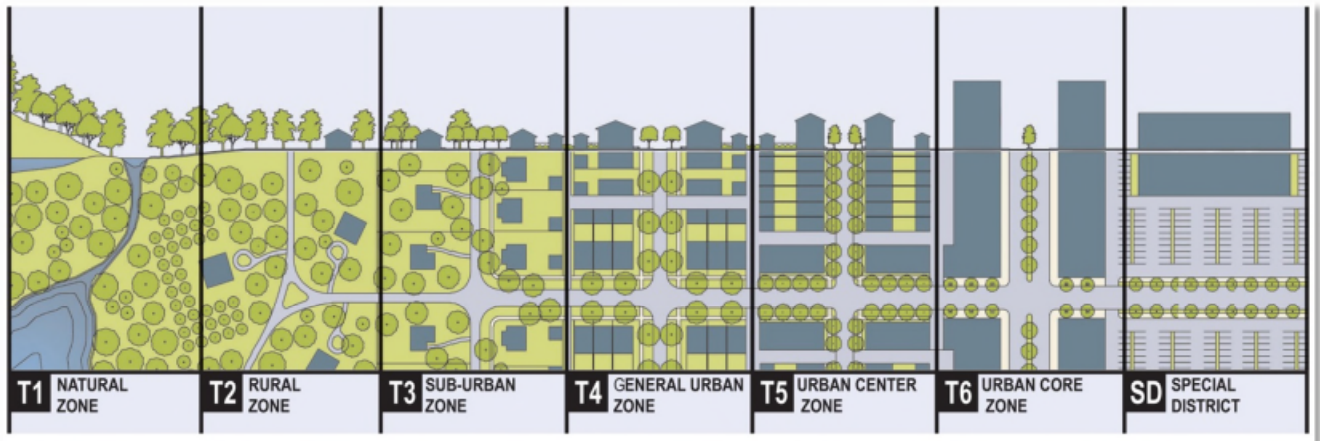 T1 NATURAL
ZONE
T2 RURAL
ZONE
T3 SUB-URBAN
ZONE
T4 GENERAL URBAN
ZONE
T5 URBAN CENTER
ZONE
T6 URBAN CORE
ZONE
SD SPECIAL
DISTRICT